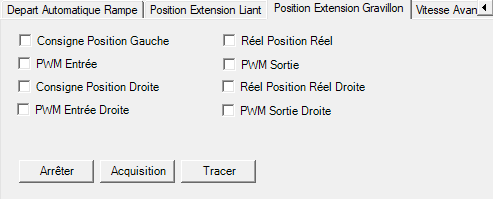 Depart Automatique Rampe Position Extension Liant Position Extension Gravillon Vitesse Avan
Consigne Position Gauche Réel Position Réel
PWM Entrée PWM Sortie
Consigne Position Droite Réel Position Réel Droite
PWM Entrée Droite PWM Sortie Droite
Arrêter Acquisition Tracer